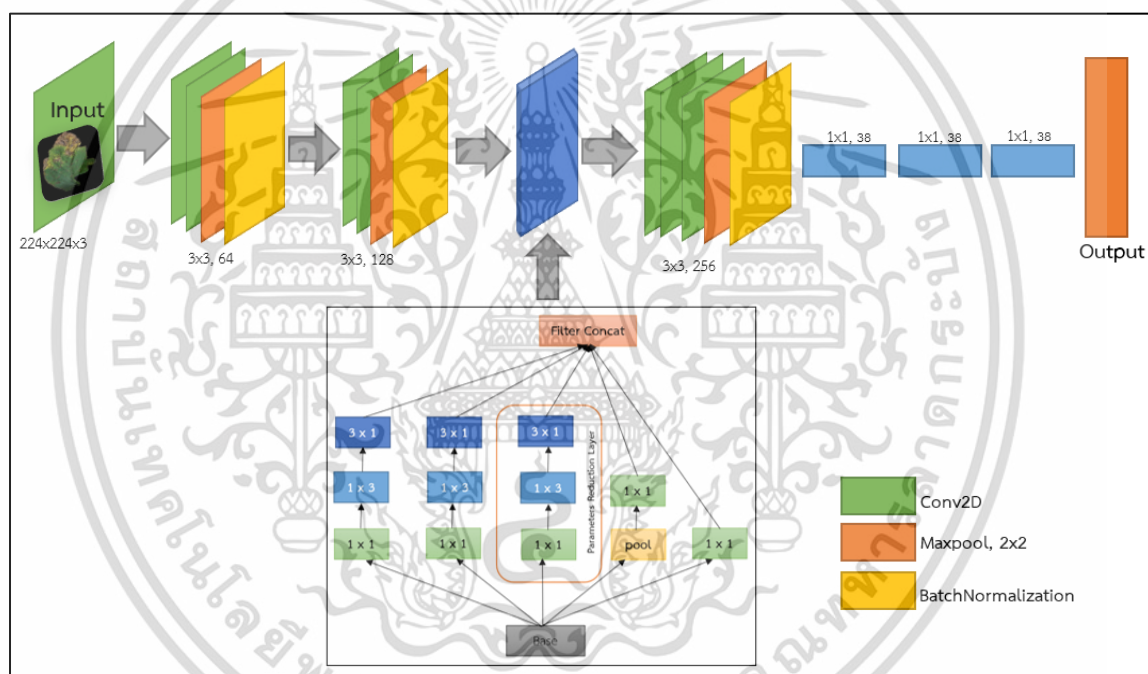 Input
224x224x3
3x3, 64
3x3, 128
3x3, 256
1x1, 38
1x1, 38
1x1, 38
Output
Filter Concat
3 x 1
3 x 1
3 x 1
1 x 3
1 x 3
1 x 3
1 x 1
1 x 1
1 x 1
1 x 1
pool
1 x 1
Parameters Reduction Layer
Base
Conv2D
Maxpool, 2x2
BatchNormalization